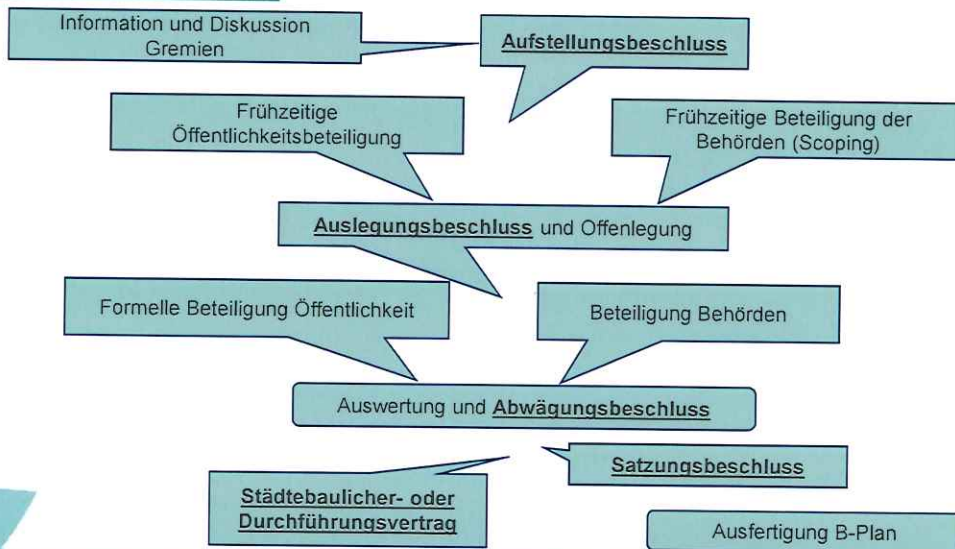 Information und Diskussion
Gremien
Aufstellungsbeschluss
Frühzeitige
Öffentlichkeitsbeteiligung
Frühzeitige Beteiligung der
Behörden (Scoping)
Auslegungsbeschluss und Offenlegung
Formelle Beteiligung Öffentlichkeit
Beteiligung Behörden
Auswertung und Abwägungsbeschluss
Satzungsbeschluss
Städtebaulicher- oder
Durchführungsvertrag
Ausfertigung B-Plan